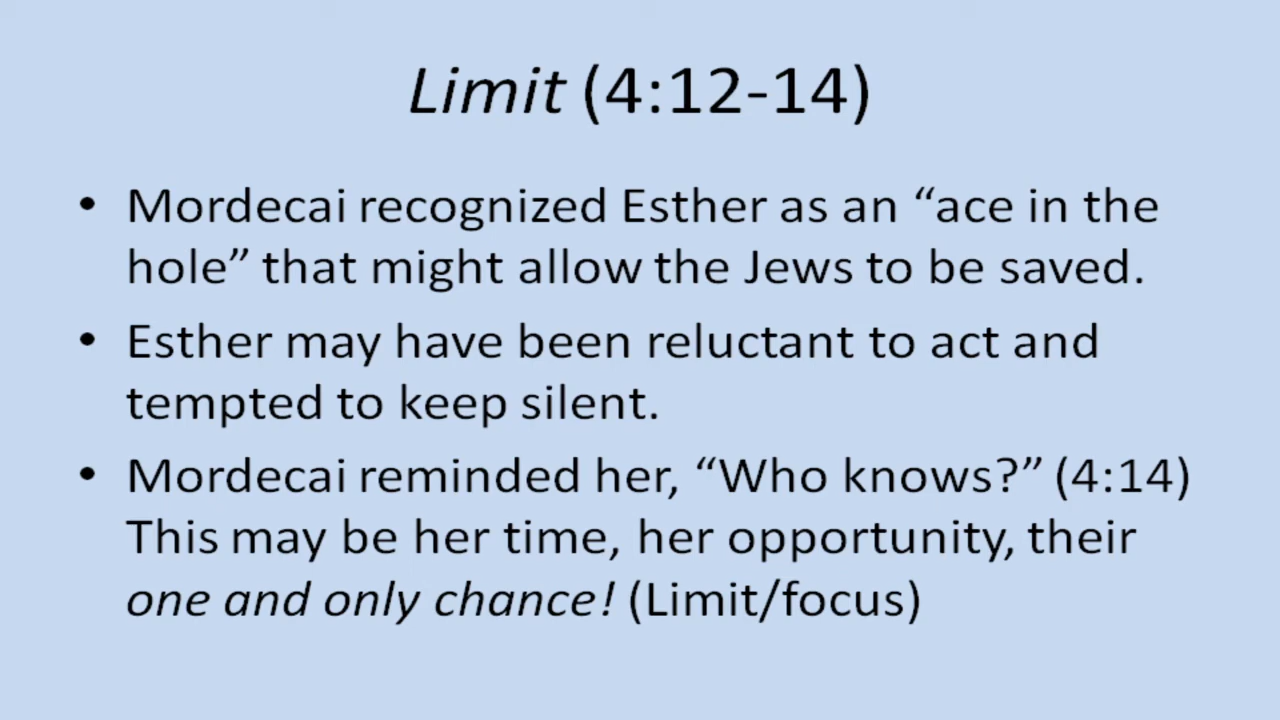 Limit (4:12-14)
• Mordecai recognized Esther as an “ace in the
hole” that might allow the Jews to be saved.
• Esther may have been reluctant to act and
tempted to keep silent.
• Mordecai reminded her, “Who knows?” (4:14)
This may be her time, her opportunity, their
one and only chance! (Limit/focus)